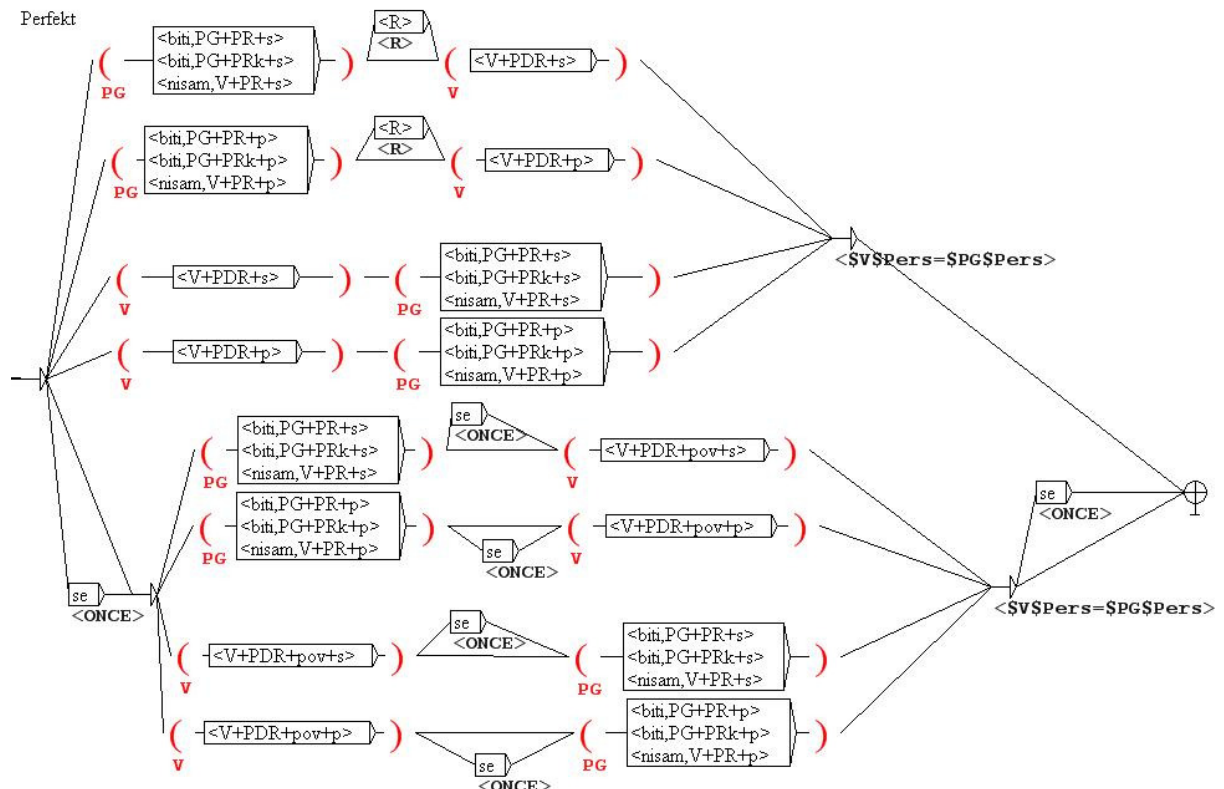 Perfekt
<biti,PG+PR+s>
<biti,PG+PRk+s>
<nisam,V+PR+s>
PG
<R>
<R>
<V+PDR+s>
V
<biti,PG+PR+p>
<biti,PG+PRk+p>
<nisam,V+PR+p>
PG
<R>
<R>
<V+PDR+p>
V
<V+PDR+s>
V
<biti,PG+PR+s>
<biti,PG+PRk+s>
<nisam,V+PR+s>
PG
<$V$Pers=$PG$Pers>
<V+PDR+p>
V
<biti,PG+PR+p>
<biti,PG+PRk+p>
<nisam,V+PR+p>
PG
<biti,PG+PR+s>
<biti,PG+PRk+s>
<nisam,V+PR+s>
PG
se
<ONCE>
<V+PDR+pov+s>
V
<biti,PG+PR+p>
<biti,PG+PRk+p>
<nisam,V+PR+p>
PG
se
<ONCE>
<V+PDR+pov+p>
V
se
<ONCE>
se
<ONCE>
<$V$Pers=$PG$Pers>
<V+PDR+pov+s>
V
se
<ONCE>
<biti,PG+PR+s>
<biti,PG+PRk+s>
<nisam,V+PR+s>
PG
<V+PDR+pov+p>
V
se
<ONCE>
<biti,PG+PR+p>
<biti,PG+PRk+p>
<nisam,V+PR+p>
PG